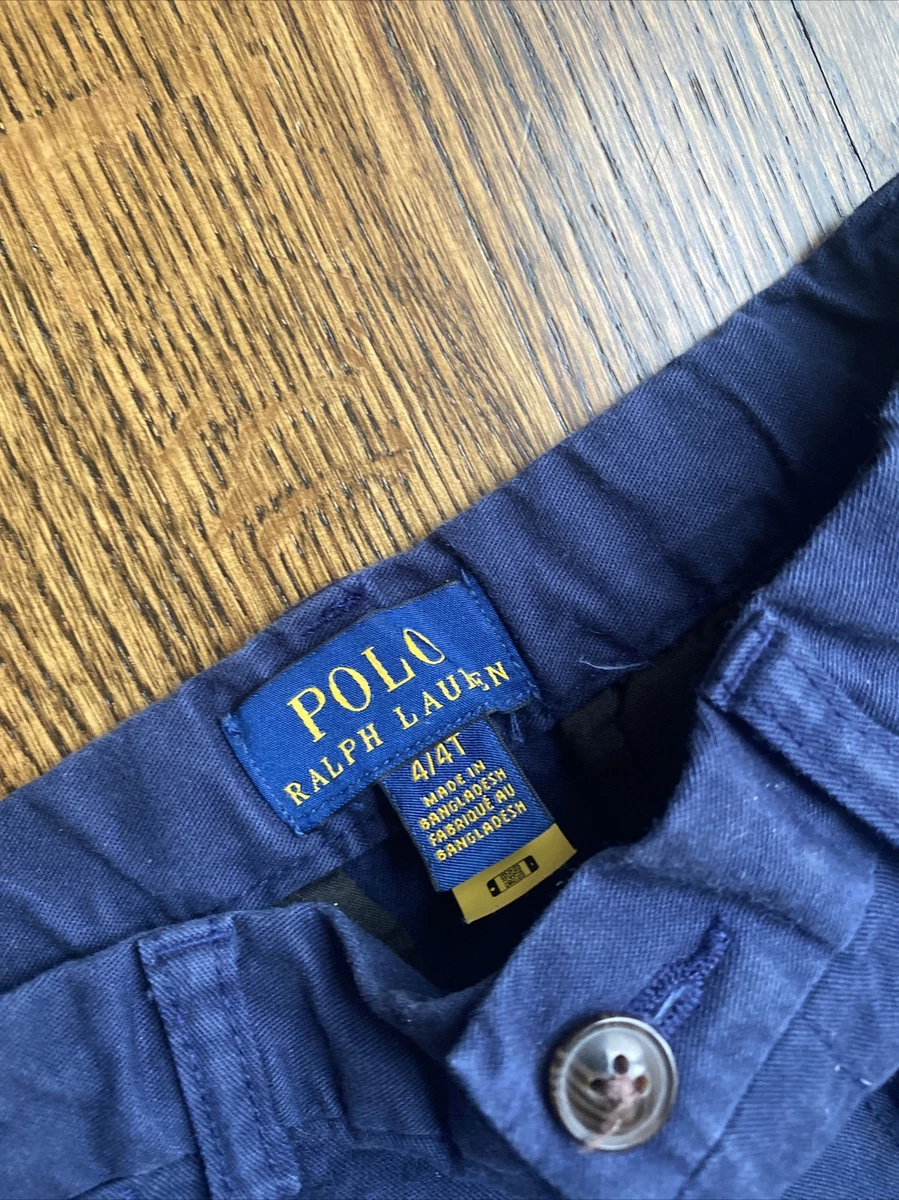 POLO
RALPH LAUREN
4/4T
MADE IN
BANGLADESH
FABRIQUÉ AU
BANGLADESH